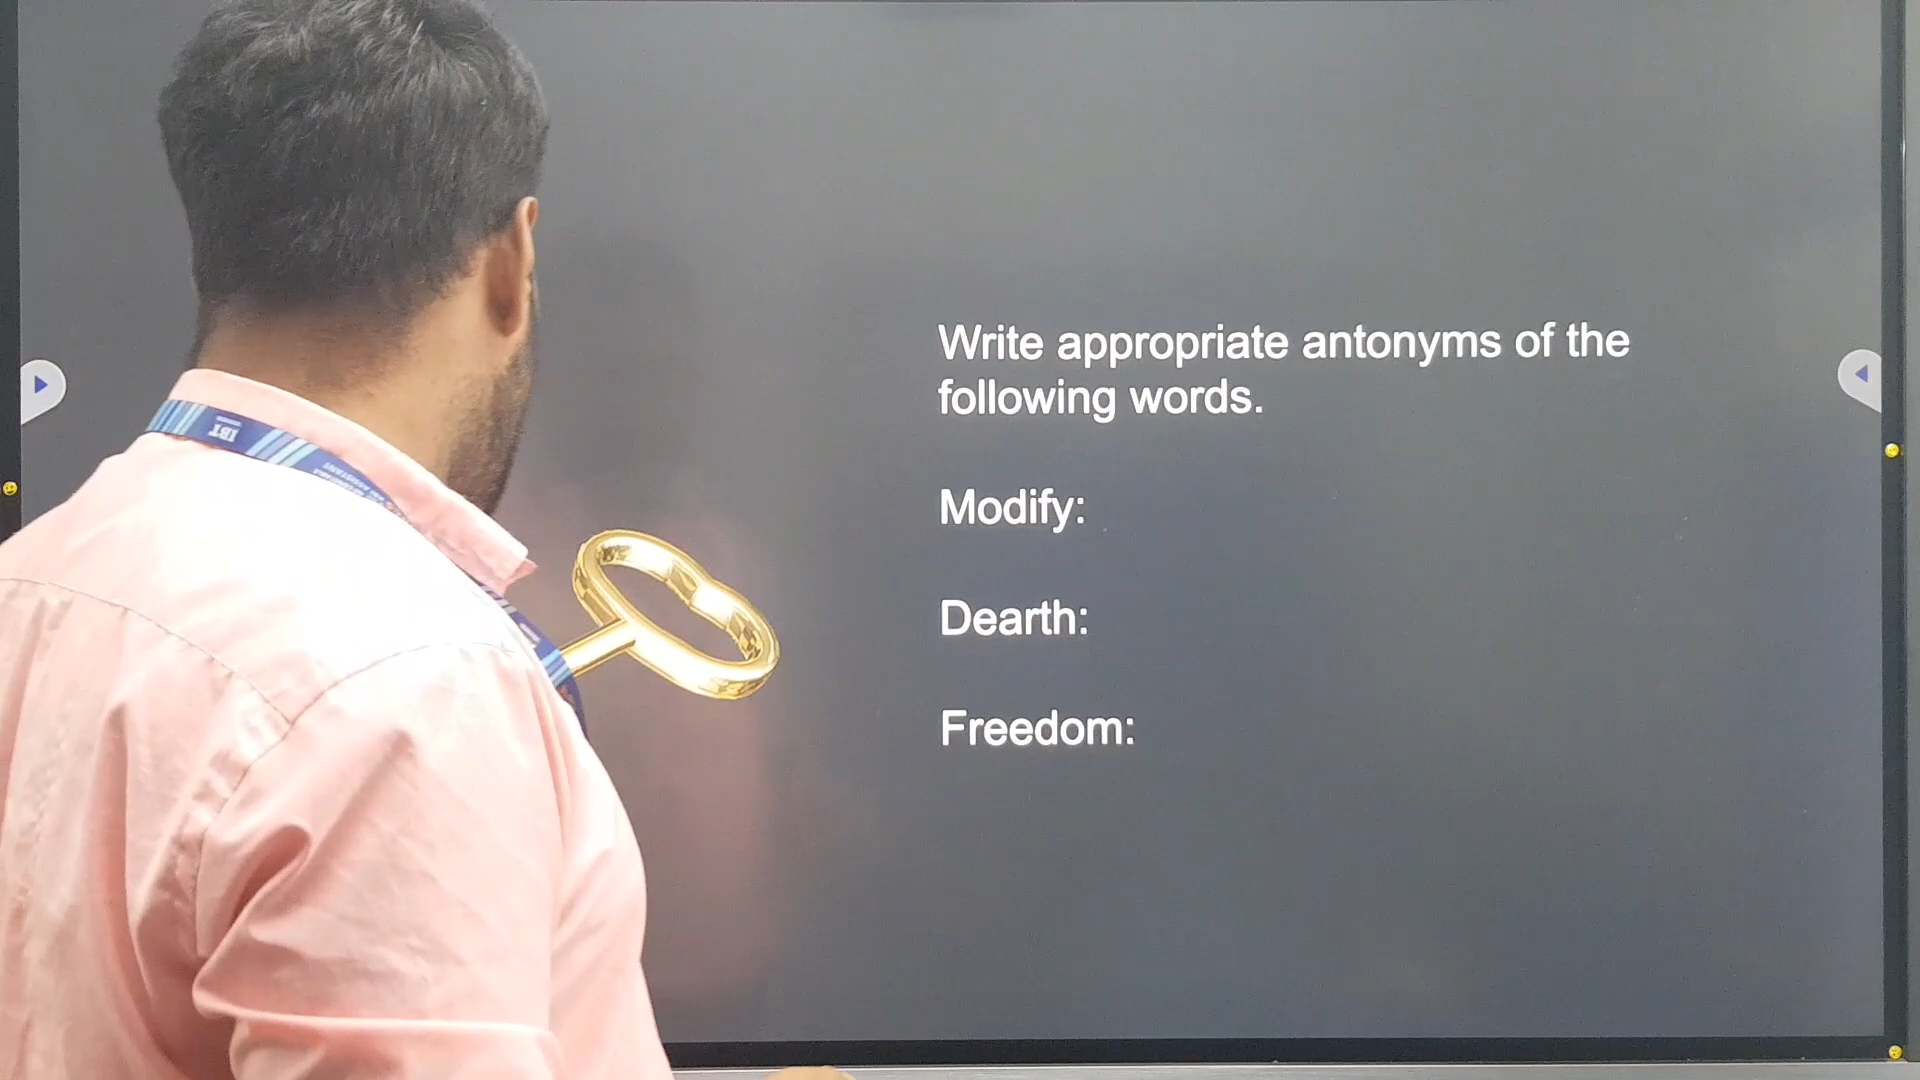 Write appropriate antonyms of the
following words.
Modify:
Dearth:
Freedom:
IBT